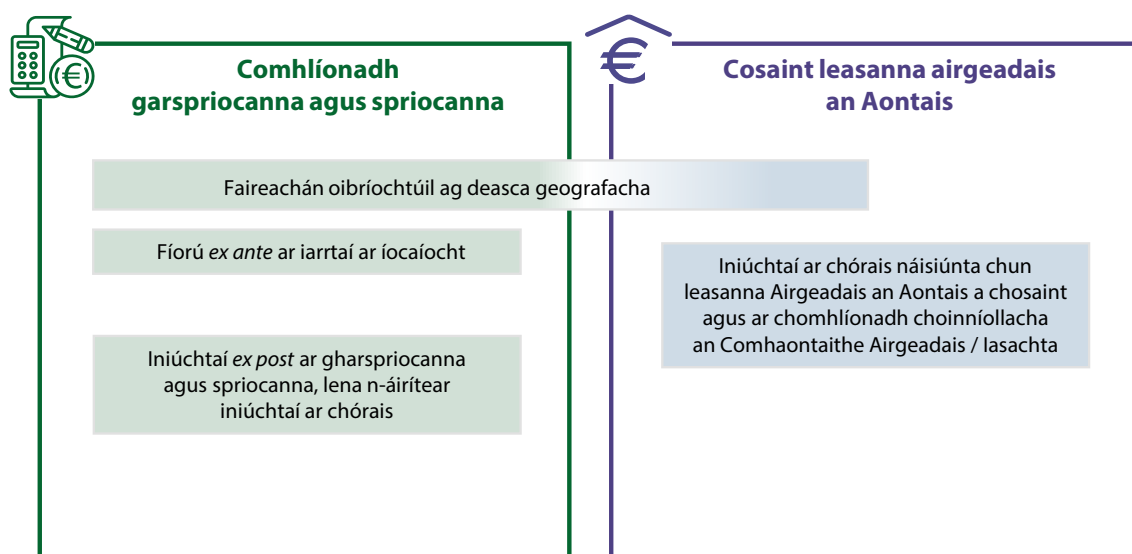 Comhlíonadh
garspriocanna agus spriocanna
Cosaint leasanna airgeadais
an Aontais
Faireachán oibríochtúil ag deasca geografacha
Fíorú ex ante ar iarrtaí ar íocaíocht
Iniúchtaí ex post ar gharspriocanna
agus spriocanna, lena n-áirítear
iniúchtaí ar chórais
Iniúchtaí ar chórais náisiúnta chun
leasanna Airgeadais an Aontais a chosaint
agus ar chomhlíonadh choinníollacha
an Comhaontaithe Airgeadais / Iasachta